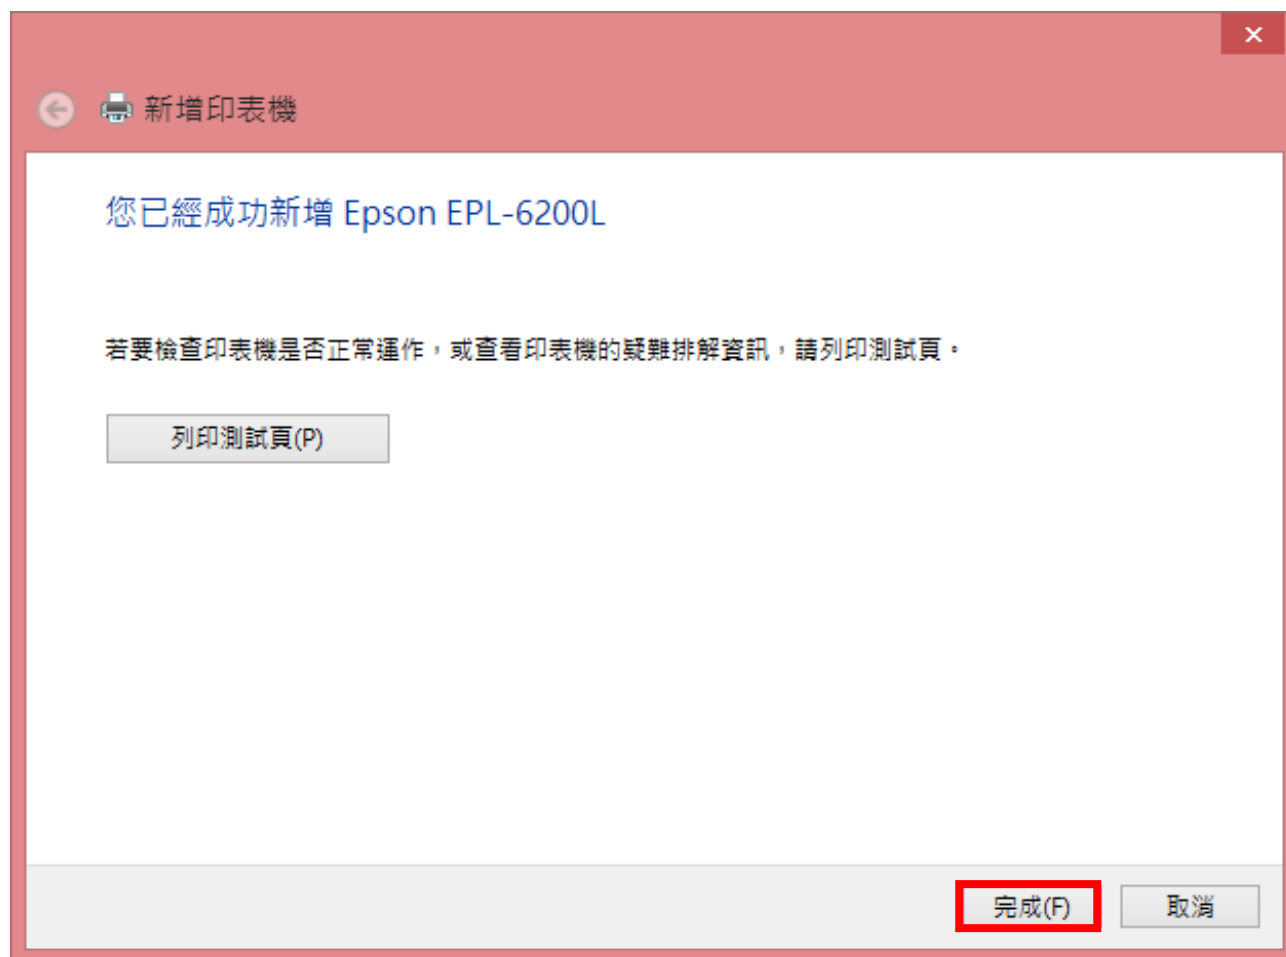 新增印表機
您已經成功新增 Epson EPL-6200L
若要檢查印表機是否正常運作，或查看印表機的疑難排解資訊，請列印測試頁。
列印測試頁(P)
完成(F)
取消